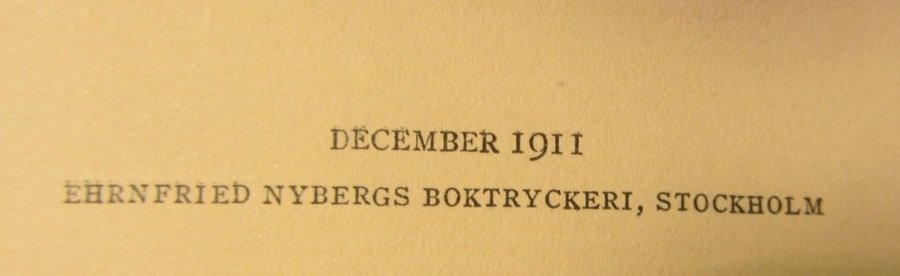 DECEMBER 1911
EHRNFRIED NYBERGS BOKTRYCKERI, STOCKHOLM